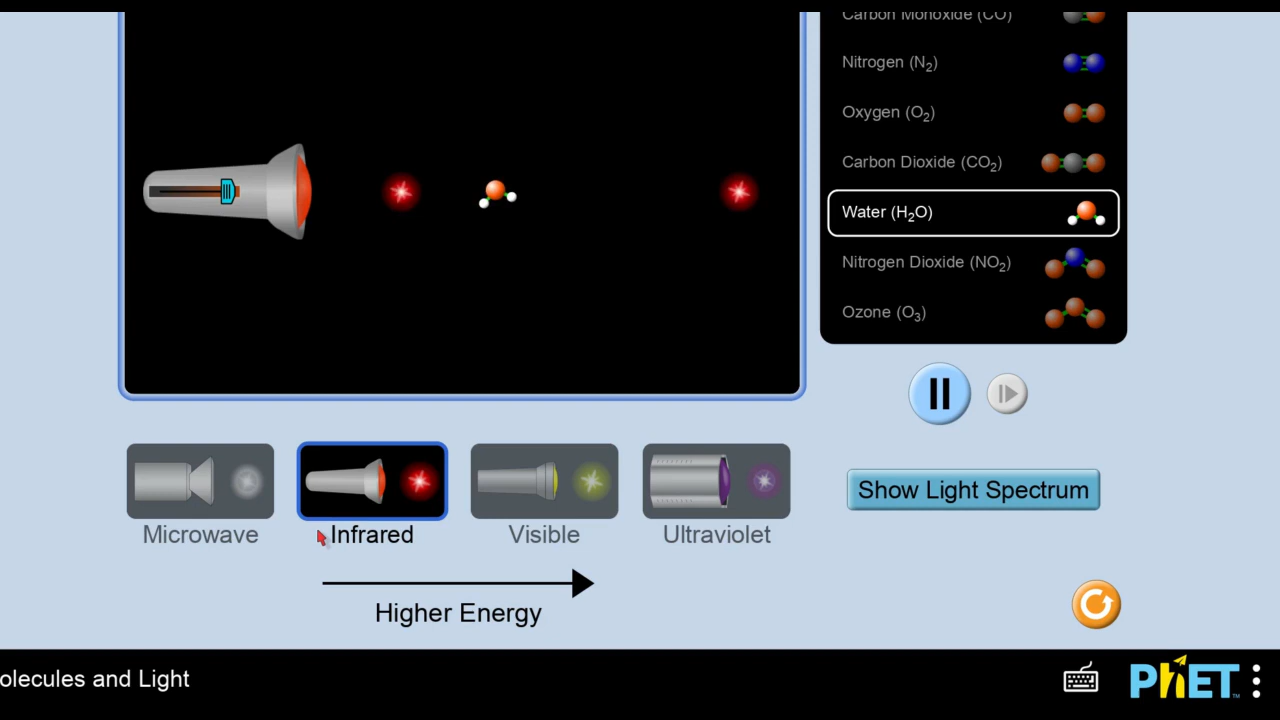 Carbon Monoxide (CO)
Nitrogen (N₂)
Oxygen (O₂)
Carbon Dioxide (CO₂)
Water (H₂O)
Nitrogen Dioxide (NO₂)
Ozone (O₃)
Show Light Spectrum
Microwave
Infrared
Visible
Ultraviolet
Higher Energy
olecules and Light
PhET™